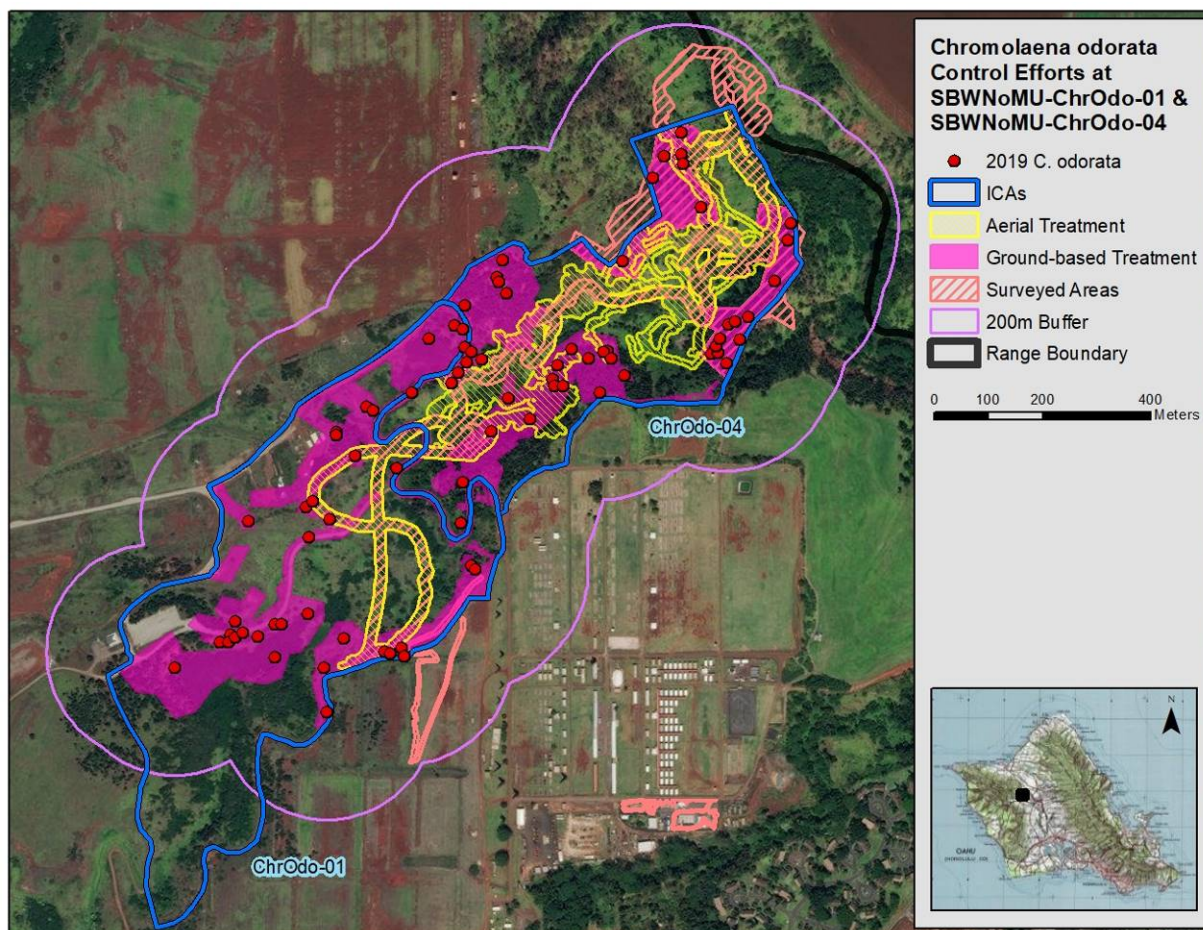 Chromolaena odorata
Control Efforts at
SBWNoMU-ChrOdo-01 &
SBWNoMU-ChrOdo-04
2019 C. odorata
ICAs
Aerial Treatment
Ground-based Treatment
Surveyed Areas
200m Buffer
Range Boundary
0 100 200 400
Meters
ChrOdo-04
ChrOdo-01
N
OAHU